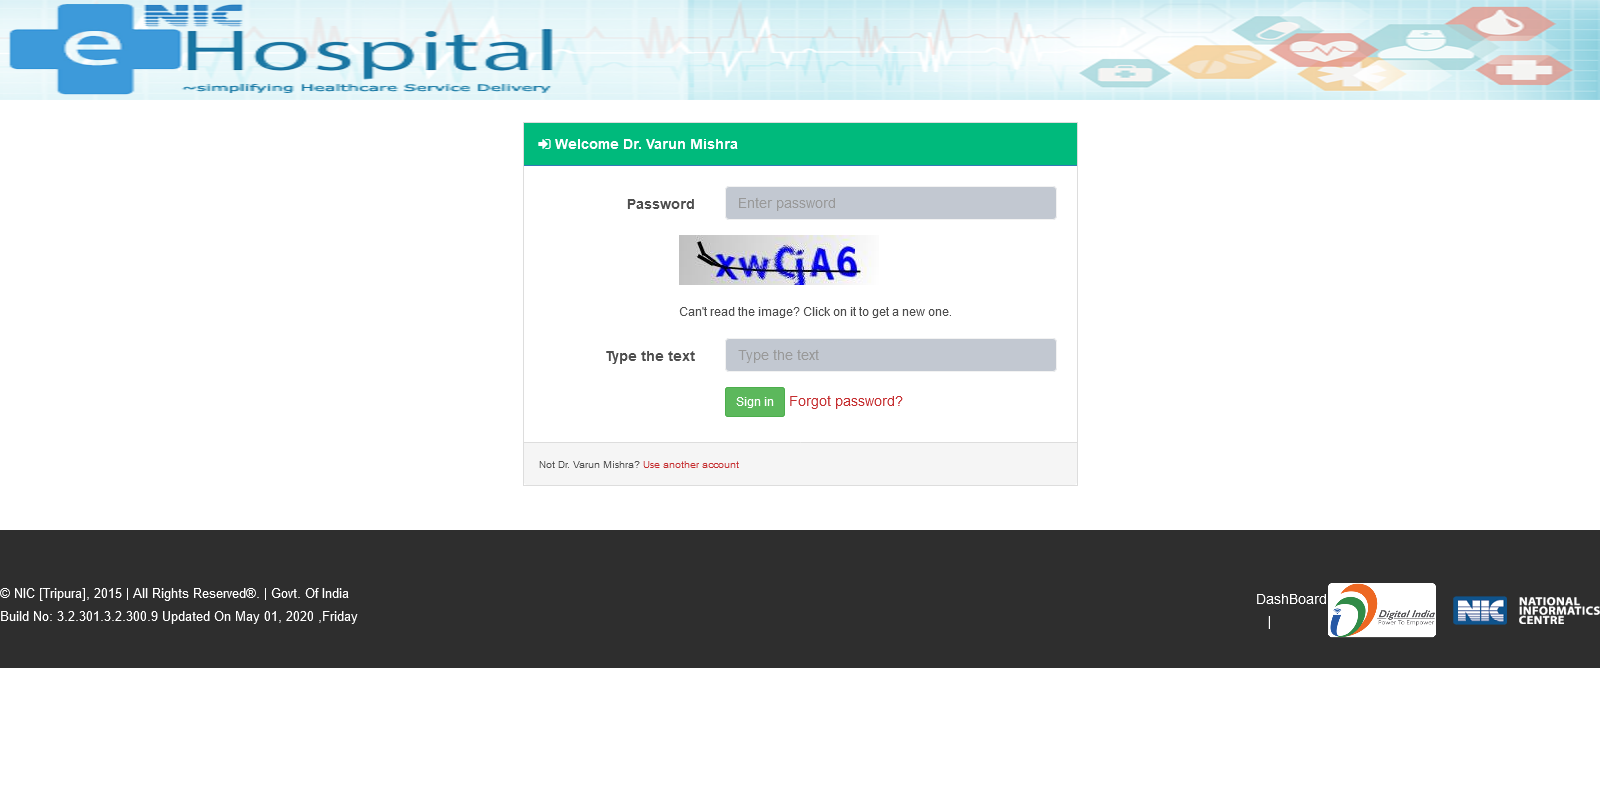 NIC
e Hospital
~simplifying Healthcare Service Delivery
Welcome Dr. Varun Mishra
Password
Enter password
xwCjA6
Can't read the image? Click on it to get a new one.
Type the text
Type the text
Sign in Forgot password?
Not Dr. Varun Mishra? Use another account
© NIC [Tripura], 2015 | All Rights Reserved®. | Govt. Of India
Build No: 3.2.301.3.2.300.9 Updated On May 01, 2020 ,Friday
DashBoard
|
Digital India
Power To Empower
NIC
NATIONAL
INFORMATICS
CENTRE